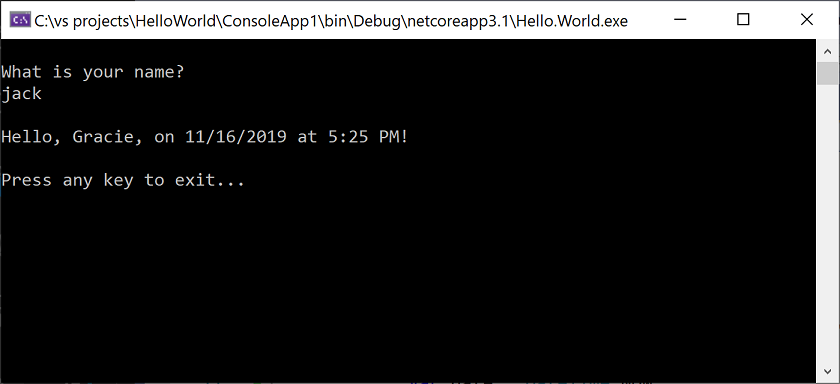 C:\vs projects\HelloWorld\ConsoleApp1\bin\Debug\netcoreapp3.1\Hello.World.exe
What is your name?
jack
Hello, Gracie, on 11/16/2019 at 5:25 PM!
Press any key to exit...